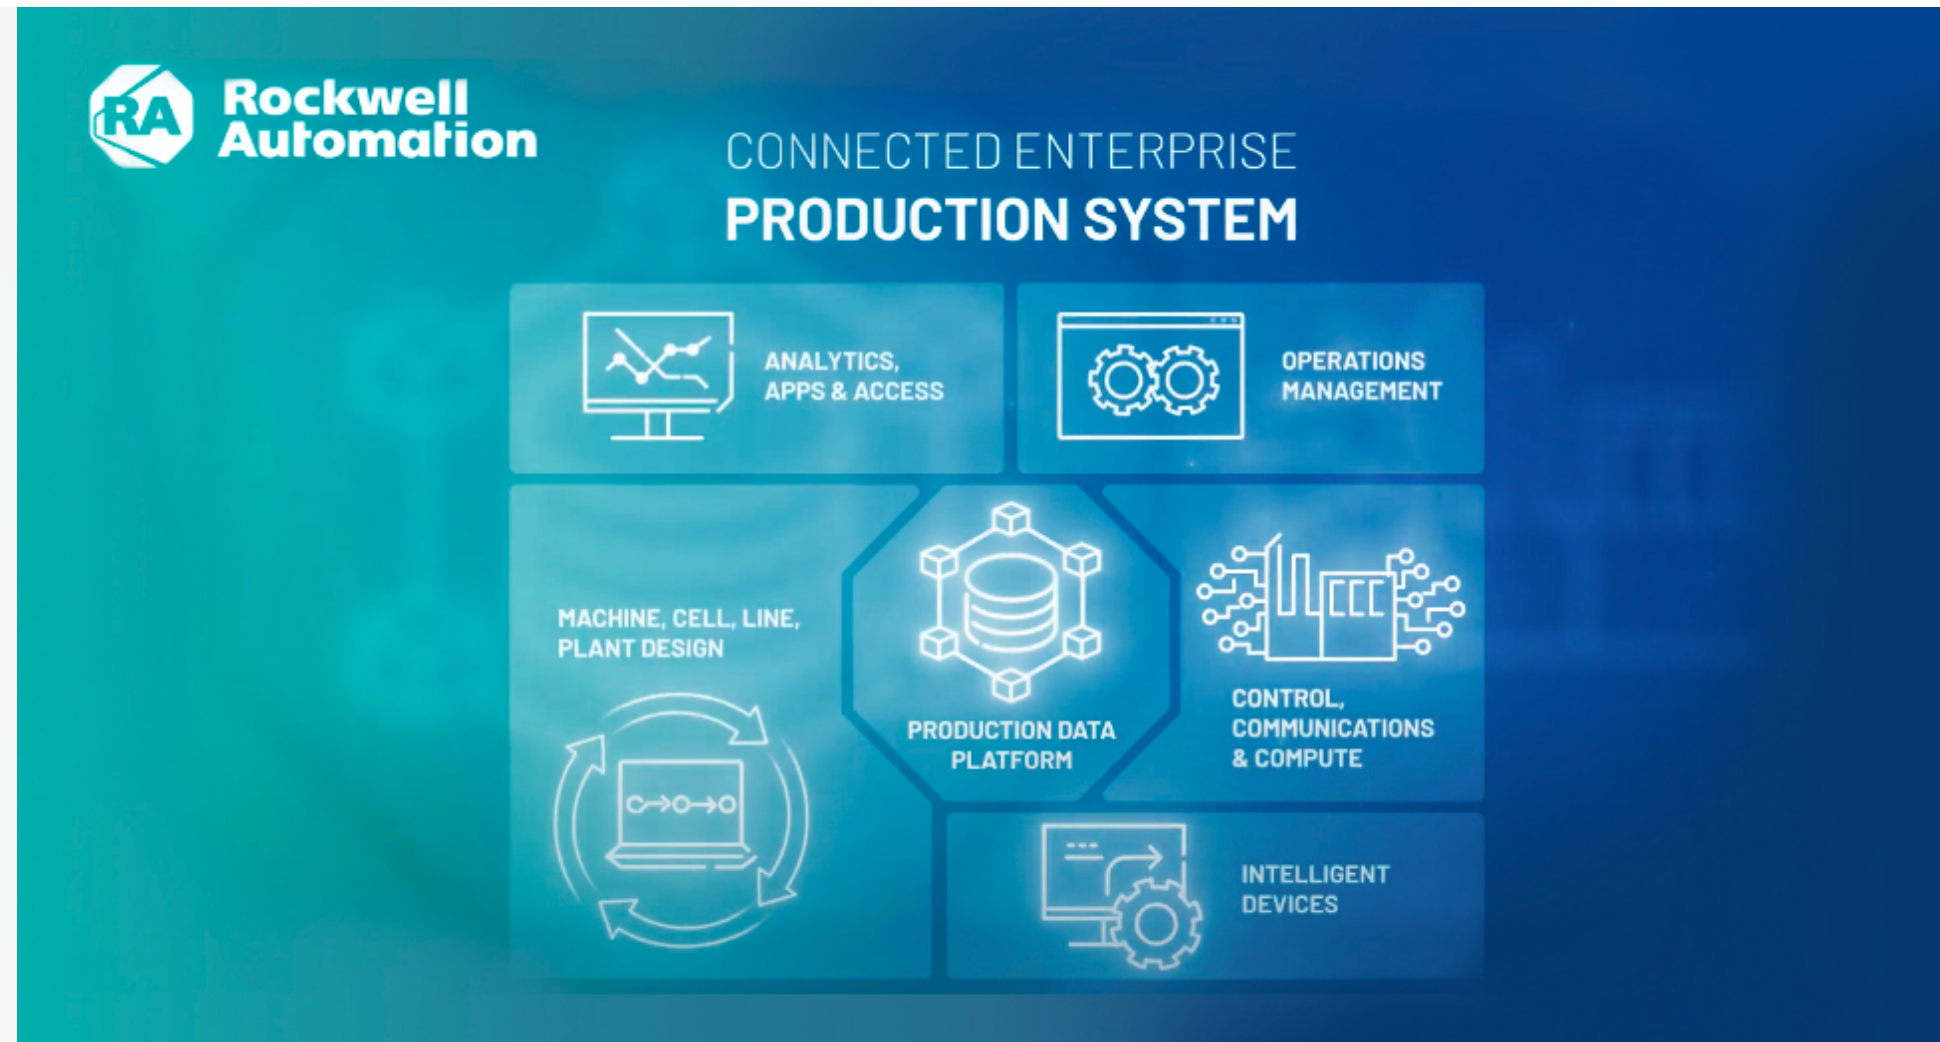 RA
Rockwell
Automation
CONNECTED ENTERPRISE
PRODUCTION SYSTEM
ANALYTICS,
APPS & ACCESS
OPERATIONS
MANAGEMENT
MACHINE, CELL, LINE,
PLANT DESIGN
PRODUCTION DATA
PLATFORM
CONTROL,
COMMUNICATIONS
& COMPUTE
INTELLIGENT
DEVICES